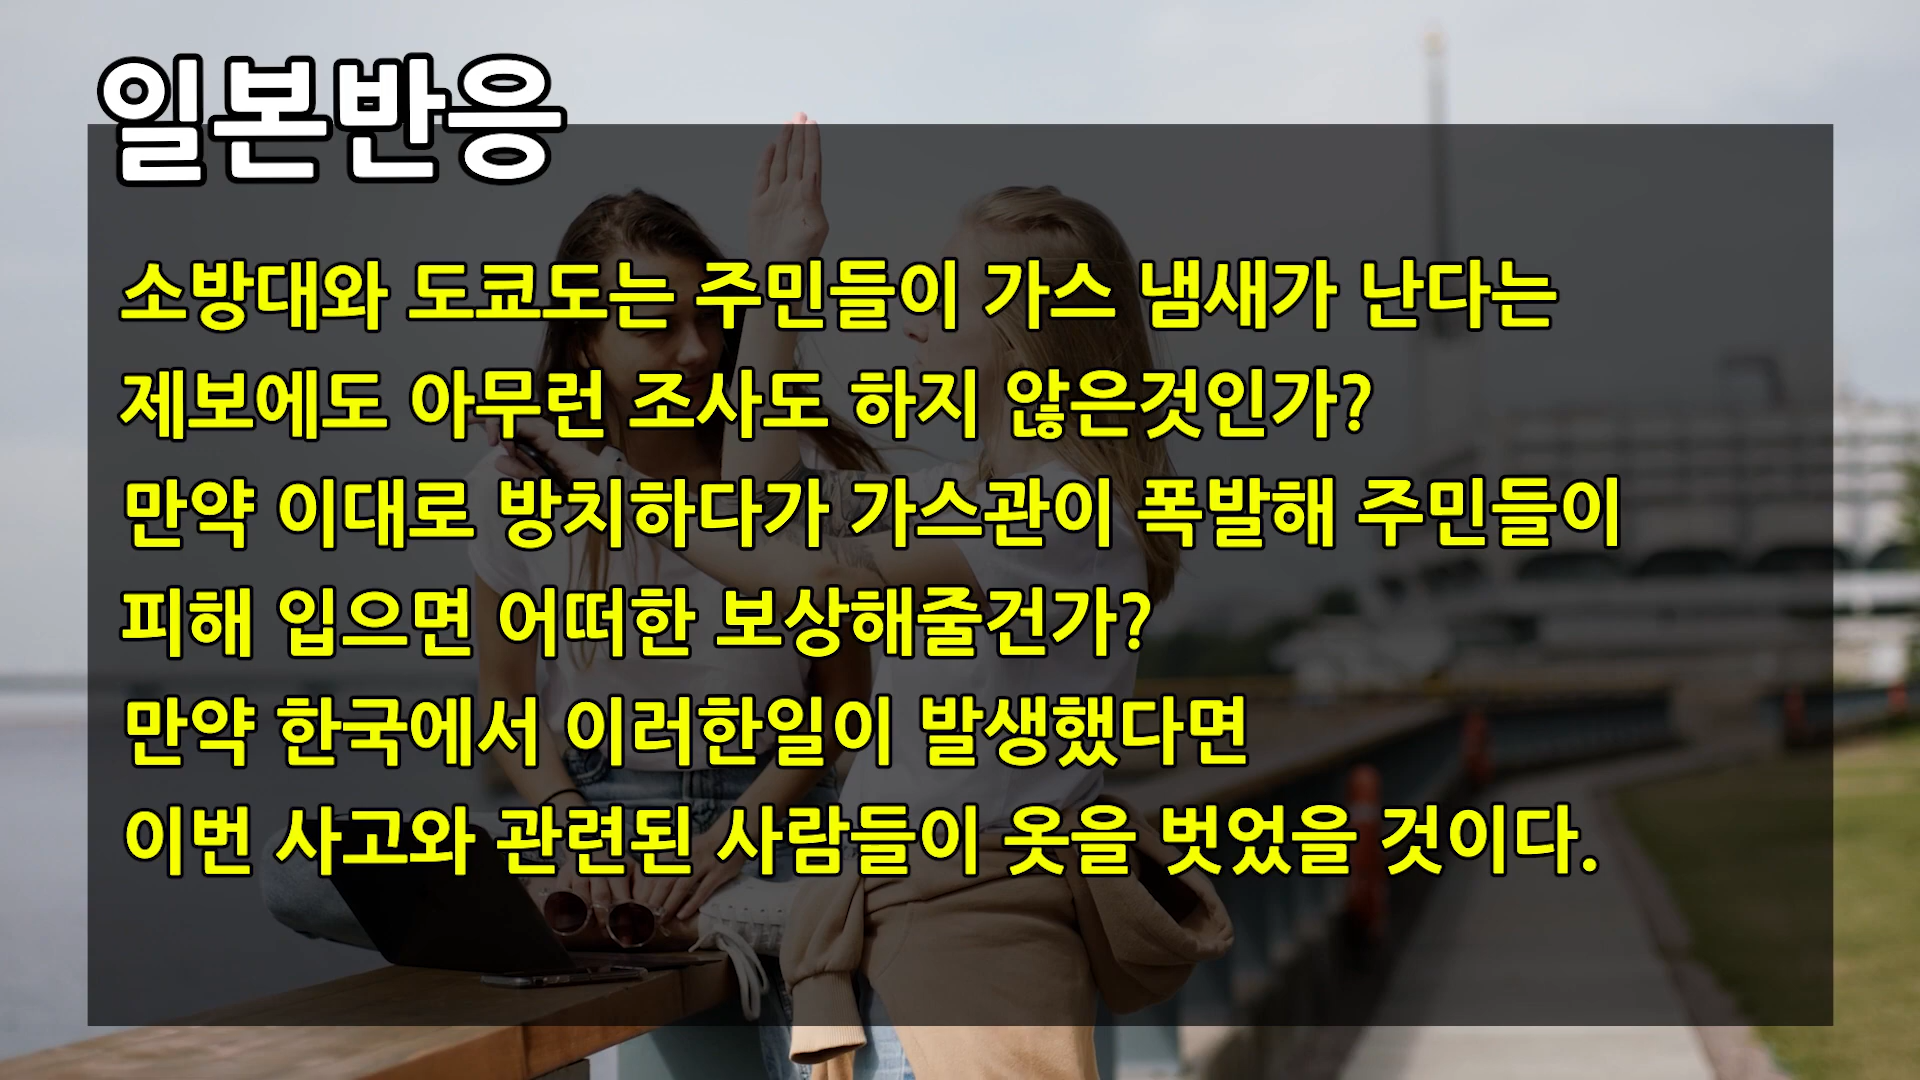 일본반응
소방대와 도쿄도는 주민들이 가스 냄새가 난다는
제보에도 아무런 조사도 하지 않은것인가?
만약 이대로 방치하다가 가스관이 폭발해 주민들이
피해 입으면 어떠한 보상해줄건가?
만약 한국에서 이러한일이 발생했다면
이번 사고와 관련된 사람들이 옷을 벗었을 것이다.